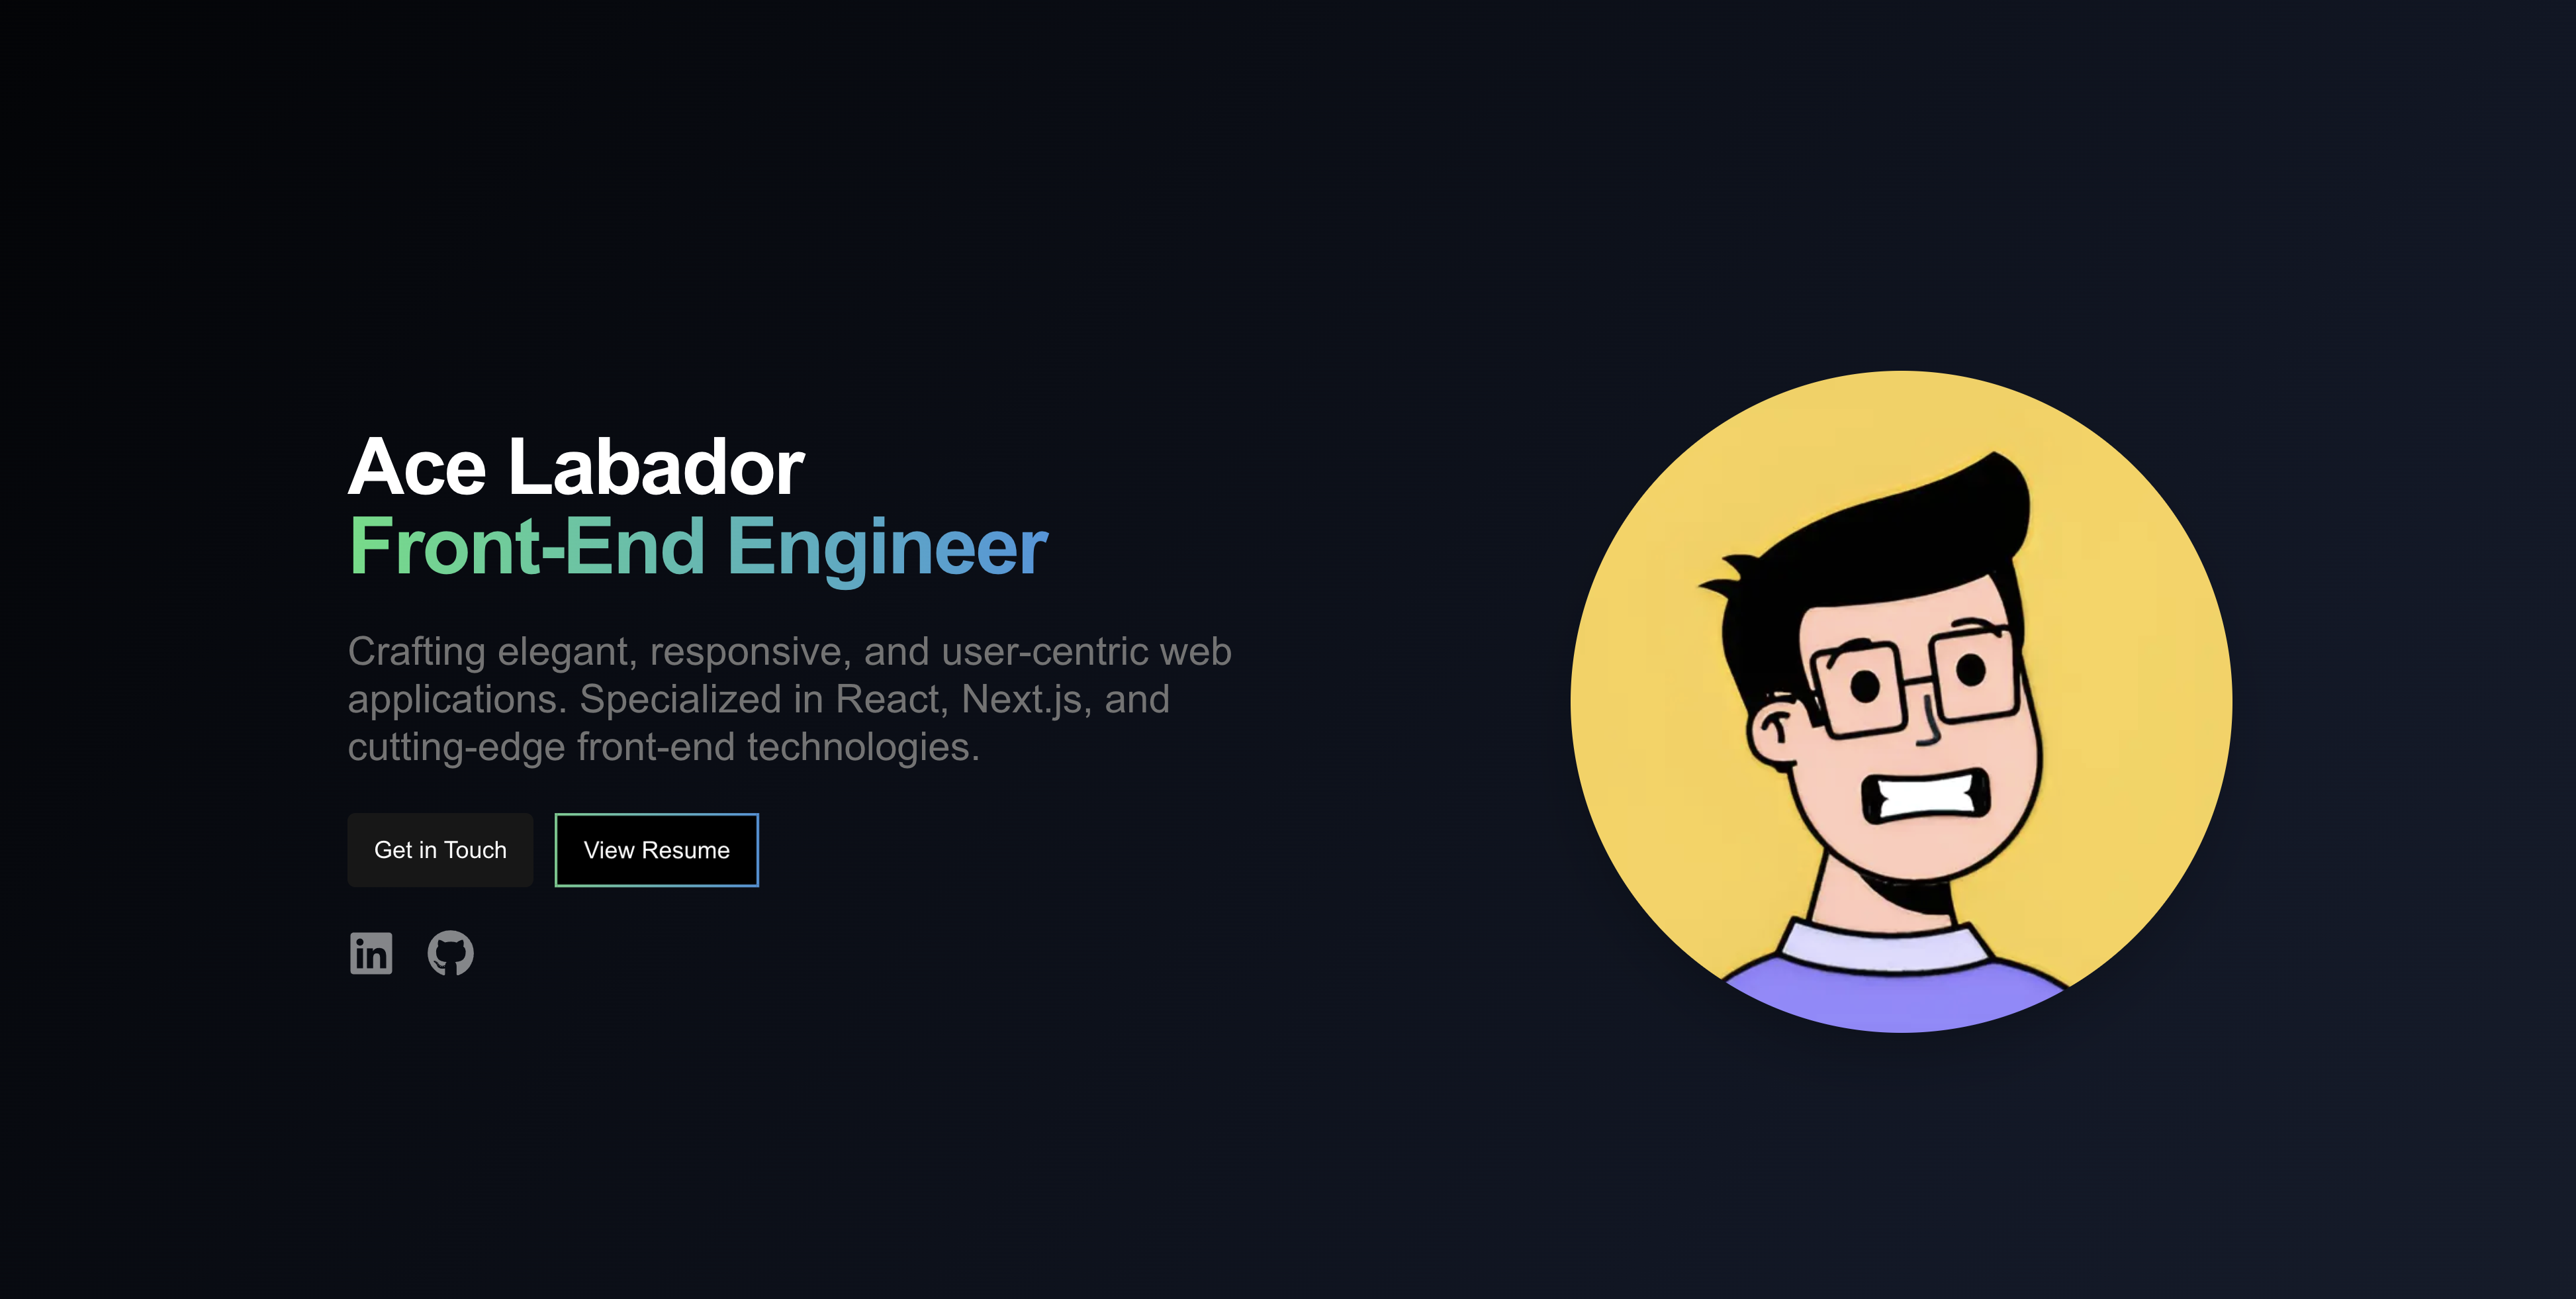 Ace Labador
Front-End Engineer
Crafting elegant, responsive, and user-centric web
applications. Specialized in React, Next.js, and
cutting-edge front-end technologies.
Get in Touch
View Resume
in